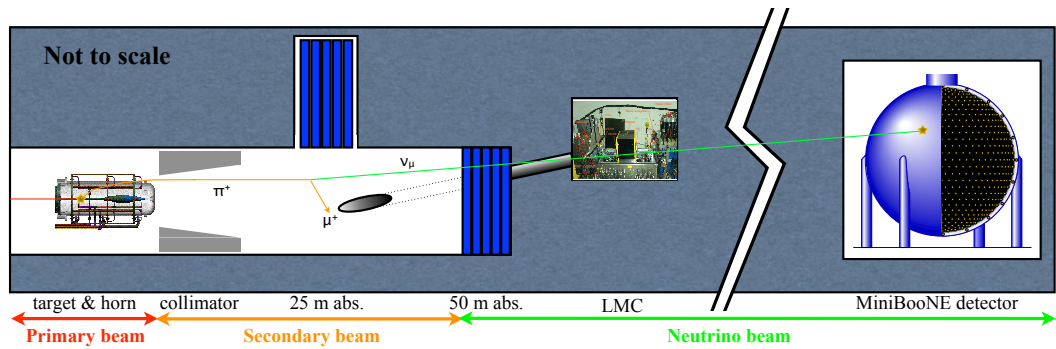 Not to scale
ν_μ
π⁺
μ⁺
target & horn collimator 25 m abs. 50 m abs. LMC MiniBooNE detector
Primary beam Secondary beam Neutrino beam